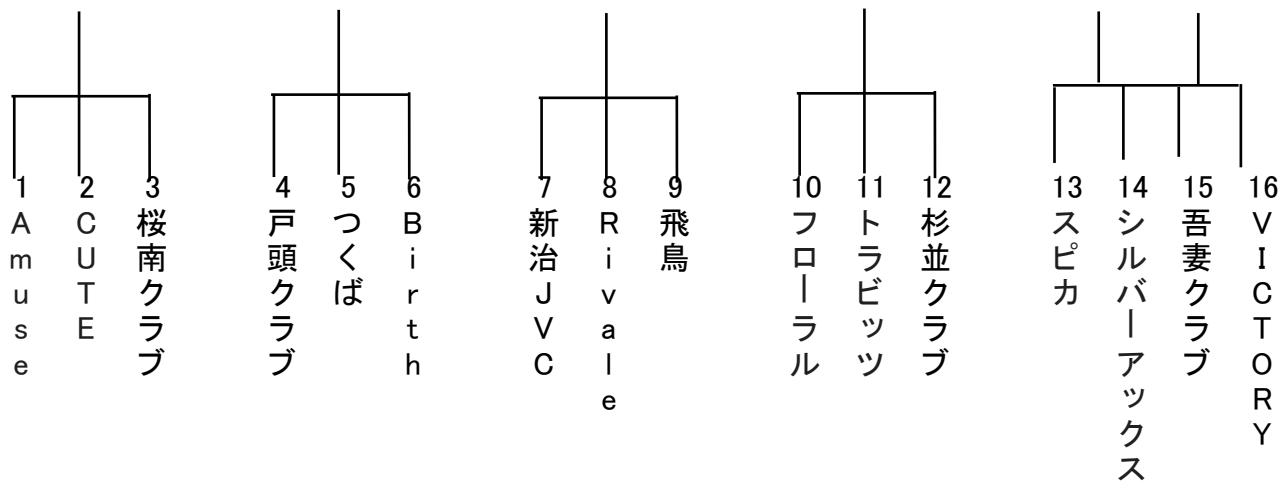 1 2 3 4 5 6 7 8 9 10 11 12 13 14 15 16
Amuse
CUTE
桜南クラブ
戸頭クラブ
つくば
Birth
新治JVC
Rivale
飛鳥
フローラル
トラビッツ
杉並クラブ
スピカ
シルバーアックス
吾妻クラブ
VICTORY